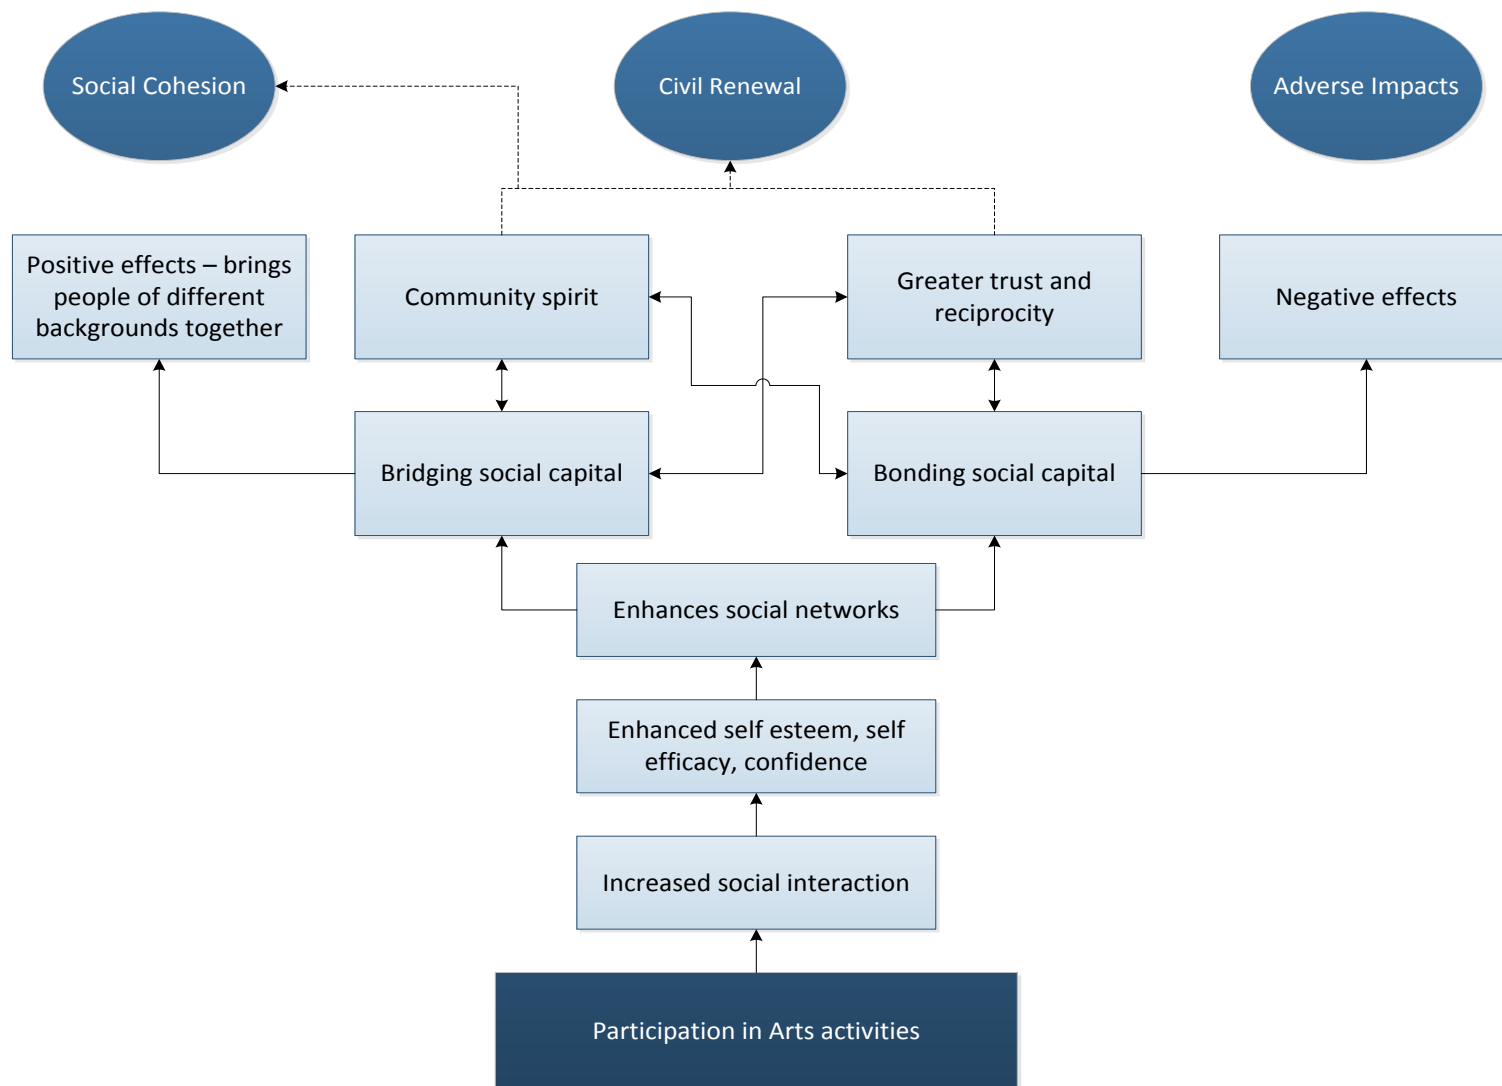 Social Cohesion
Civil Renewal
Adverse Impacts
Positive effects – brings
people of different
backgrounds together
Community spirit
Greater trust and
reciprocity
Negative effects
Bridging social capital
Bonding social capital
Enhances social networks
Enhanced self esteem, self
efficacy, confidence
Increased social interaction
Participation in Arts activities